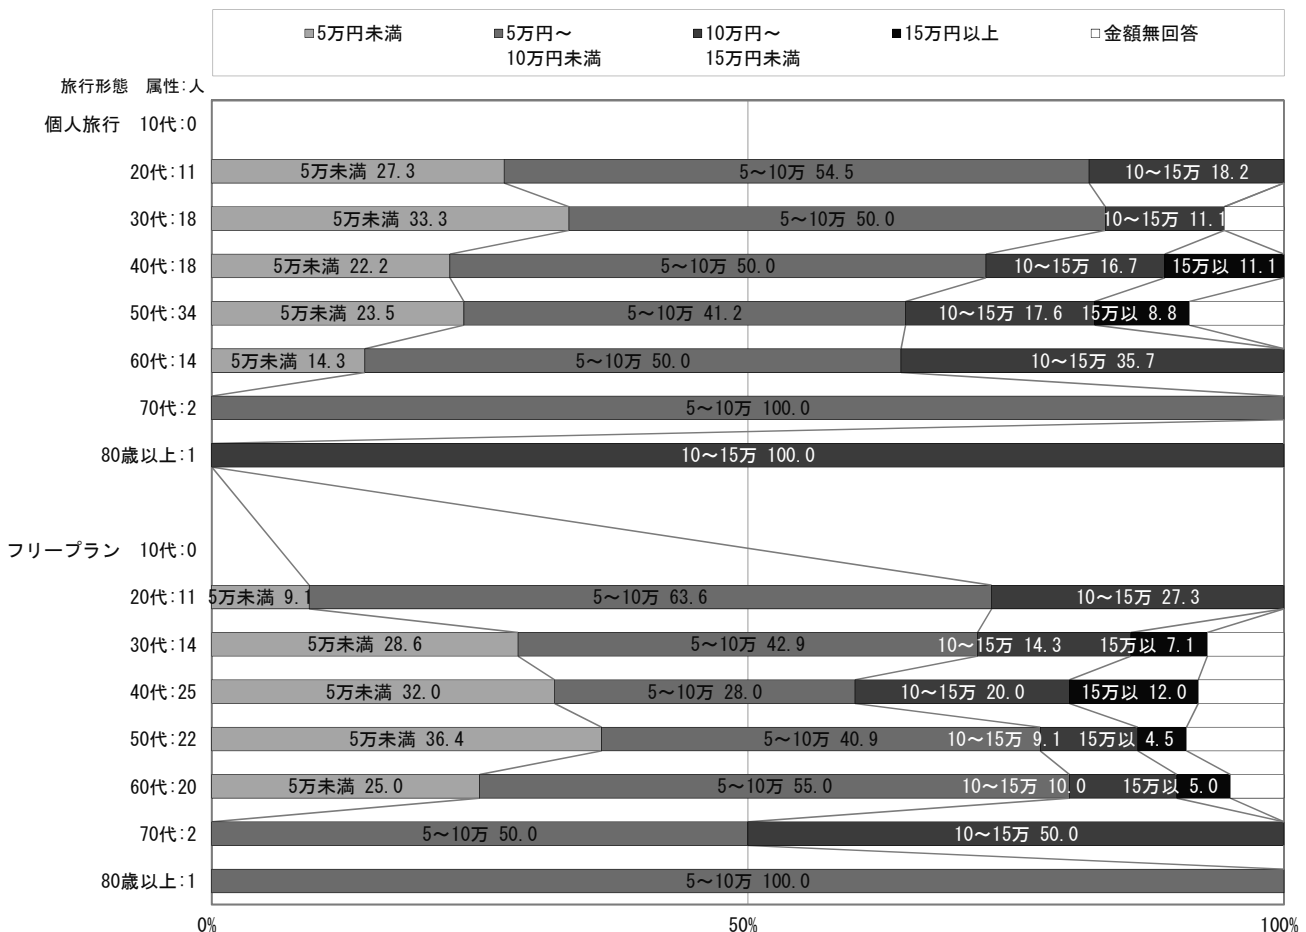 ■5万円未満 ■5万円～ ■10万円～ ■15万円以上 □金額無回答
10万円未満 15万円未満
旅行形態 属性:人
個人旅行 10代:0
20代:11 5万未満 27.3 5～10万 54.5 10～15万 18.2
30代:18 5万未満 33.3 5～10万 50.0 10～15万 11.1
40代:18 5万未満 22.2 5～10万 50.0 10～15万 16.7 15万以 11.1
50代:34 5万未満 23.5 5～10万 41.2 10～15万 17.6 15万以 8.8
60代:14 5万未満 14.3 5～10万 50.0 10～15万 35.7
70代:2 5～10万 100.0
80歳以上:1 10～15万 100.0
フリープラン 10代:0
20代:11 5万未満 9.1 5～10万 63.6 10～15万 27.3
30代:14 5万未満 28.6 5～10万 42.9 10～15万 14.3 15万以 7.1
40代:25 5万未満 32.0 5～10万 28.0 10～15万 20.0 15万以 12.0
50代:22 5万未満 36.4 5～10万 40.9 10～15万 9.1 15万以 4.5
60代:20 5万未満 25.0 5～10万 55.0 10～15万 10.0 15万以 5.0
70代:2 5～10万 50.0 10～15万 50.0
80歳以上:1 5～10万 100.0
0% 50% 100%